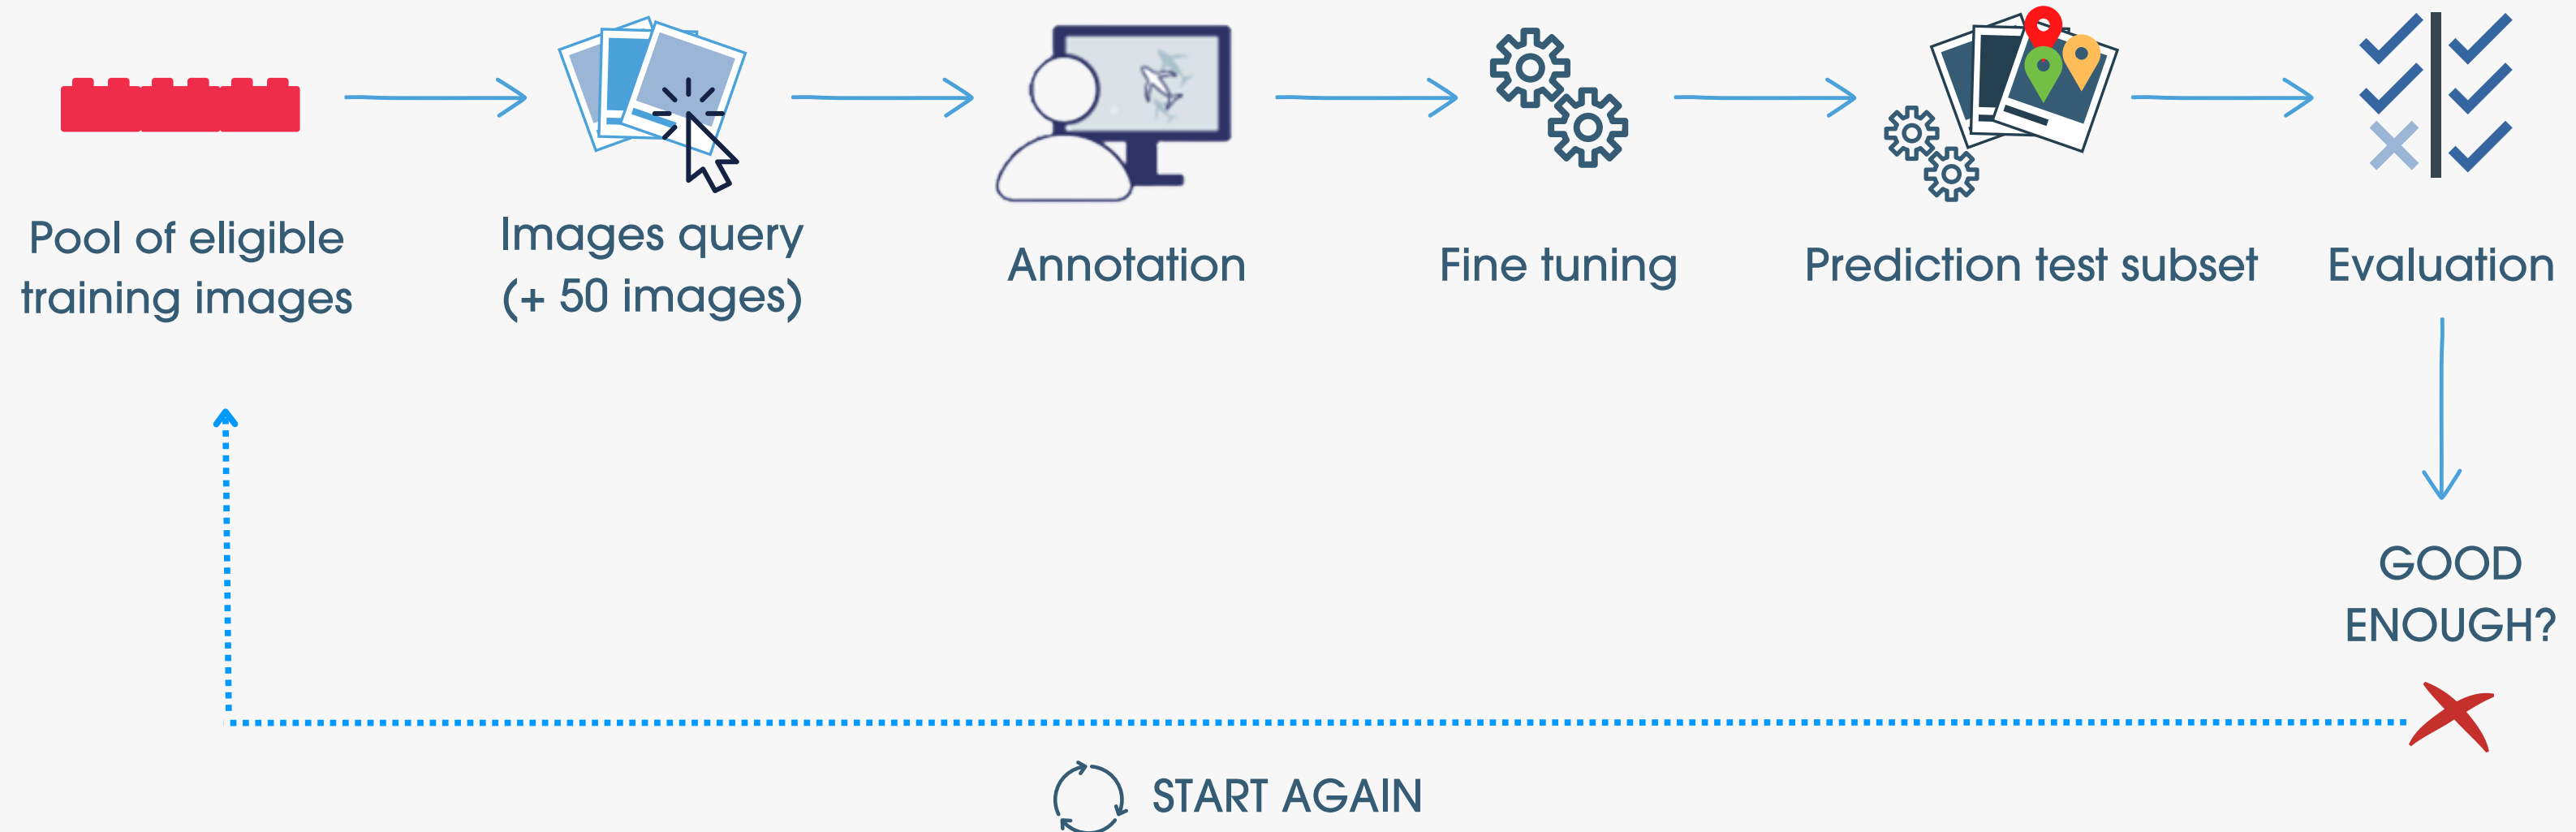 Pool of eligible
training images
Images query
(+ 50 images)
Annotation
Fine tuning
Prediction test subset
Evaluation
GOOD
ENOUGH?
START AGAIN